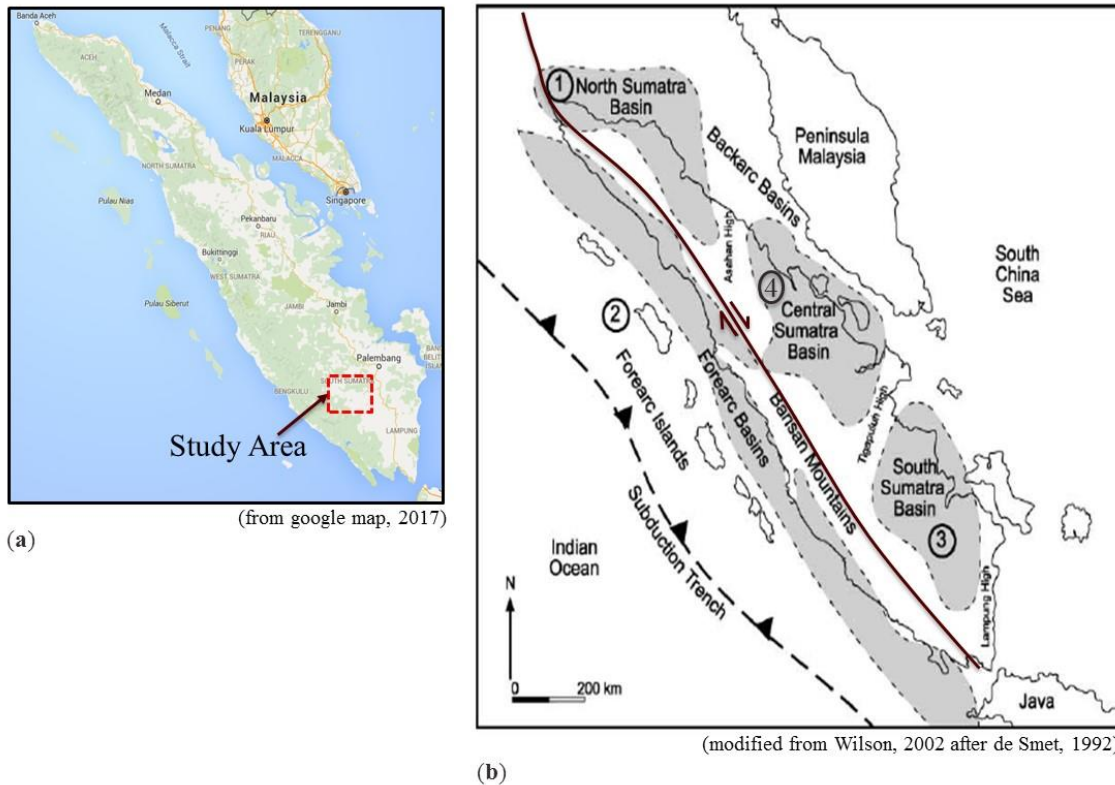 Banda Aceh
ACEH
Malacca Strait
Medan
NORTH SUMATRA
Pulau Nias
PENANG
PERAK
TERENGGANU
KELANTAN
PAHANG
Malaysia
Kuala Lumpur
MALACCA
JOHOR
Singapore
Pekanbaru
RIAU
Bukittinggi
WEST SUMATRA
Pulau Siberut
JAMBI
Jambi
Palembang
SOUTH SUMATRA
BENGKULU
LAMPUNG
Study Area
(from google map, 2017)
(a)
1
North Sumatra
Basin
Backarc Basins
Peninsula
Malaysia
Asahan High
South
China
Sea
4
Central
Sumatra
Basin
2
Forearc Islands
Forearc Basins
Barisan Mountains
Tigapuluh High
South
Sumatra
Basin
3
Subduction Trench
Indian
Ocean
Lampung High
N
0 200 km
Java
(modified from Wilson, 2002 after de Smet, 1992)
(b)